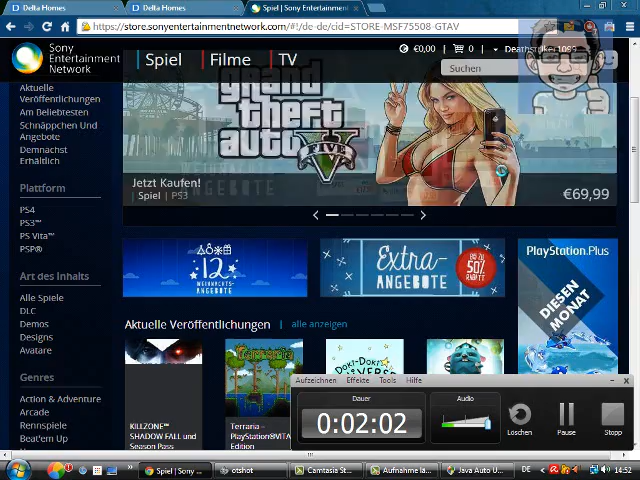 Delta Homes
Delta Homes
Spiel | Sony Entertainment
https://store.sonyentertainmentnetwork.com/#!/de-de/cid=STORE-MSF75508-GTAV
Sony
Entertainment
Network
Spiel
Filme
TV
€0,00
0
Deathstriker1099
Suchen
Aktuelle
Veröffentlichungen
Am Beliebtesten
Schnäppchen Und
Angebote
Demnächst
Erhältlich
Plattform
PS4
PS3™
PS Vita™
PSP®
Art des Inhalts
Alle Spiele
DLC
Demos
Designs
Avatare
Genres
Action & Adventure
Arcade
Rennspiele
Beat'em Up
grand
theft
auto
V
FIVE
Jetzt Kaufen!
| Spiel | PS3
€69,99
12
WEIHNACHTS-
ANGEBOTE
Extra-
ANGEBOTE
BIS ZU
50%
RABATT
PlayStation.Plus
DIESEN
MONAT
Aktuelle Veröffentlichungen | alle anzeigen
KILLZONE™
SHADOW FALL und
Season Pass
Terraria
Terraria –
PlayStation®VITA
Edition
DOKI-DOKI
UNIVERSE
Aufzeichnen Effekte Tools Hilfe
Dauer
0:02:02
Audio
Löschen
Pause
Stopp
Spiel | Sony ...
otshot
Camtasia St...
Aufnahme lä...
Java Auto U...
DE
14:52